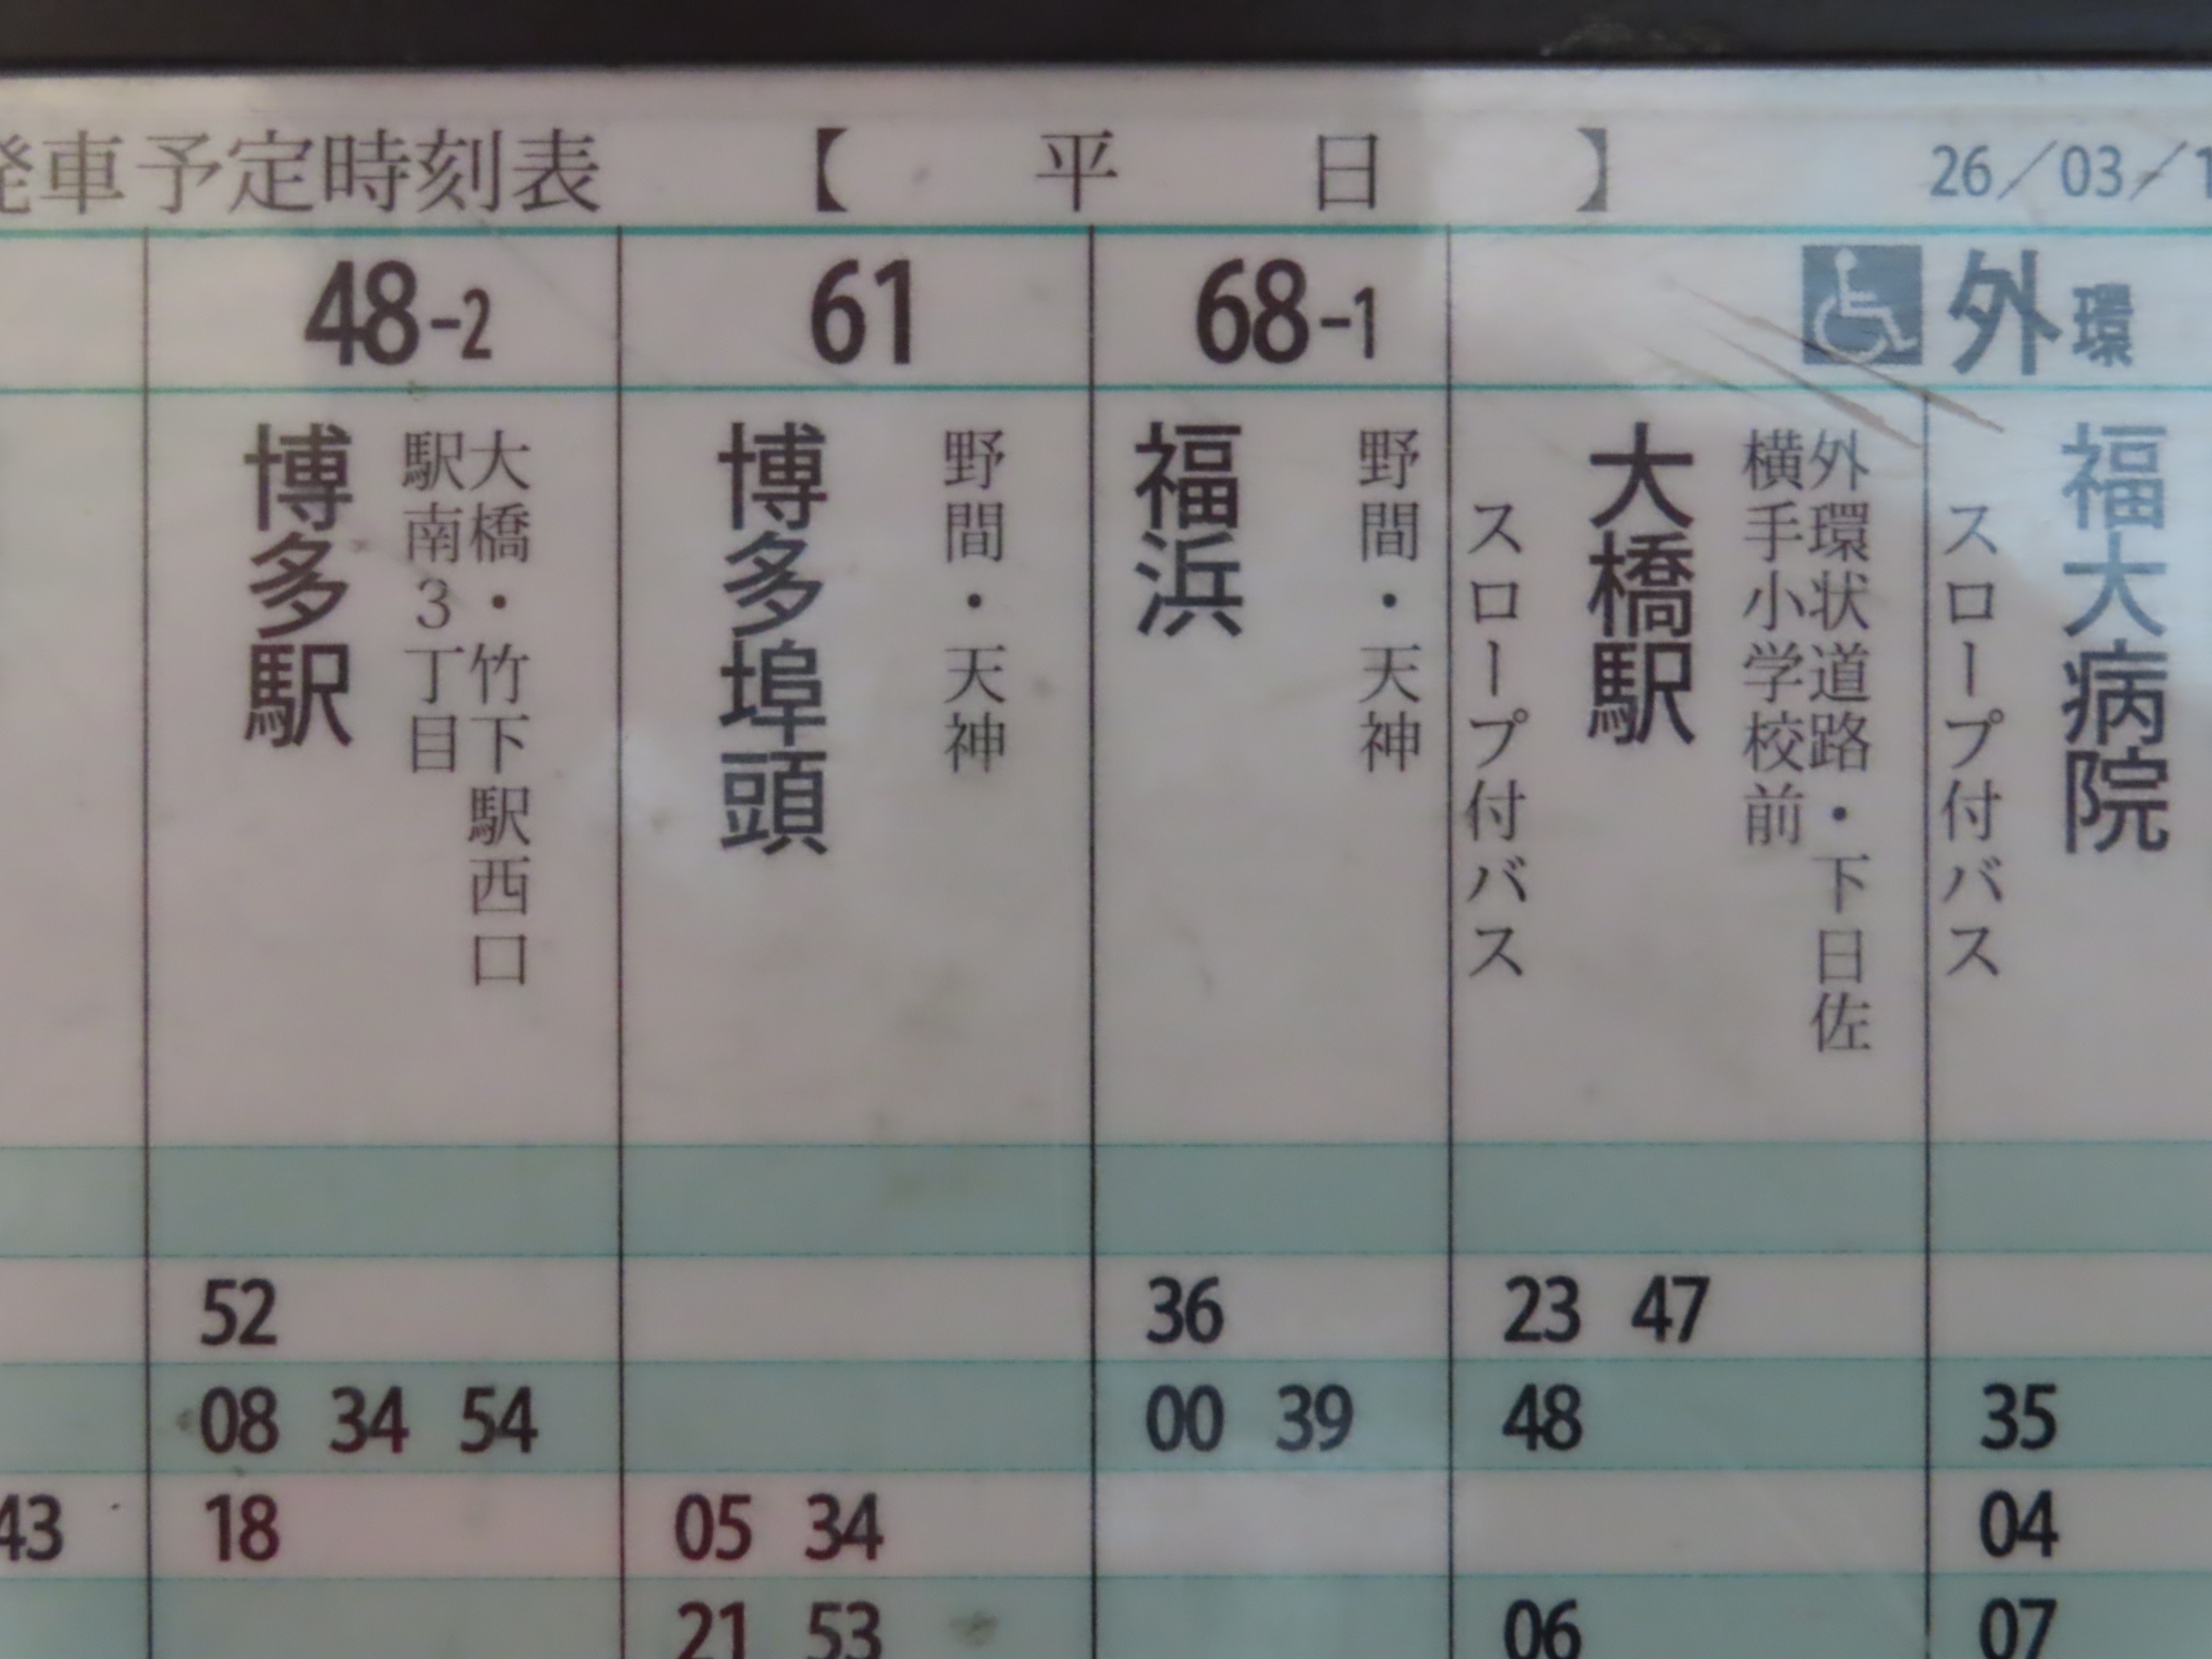 発車予定時刻表 【 平 日 】 26/03/1
48-2 61 68-1 外環
博多駅
大橋・竹下駅西口
駅南3丁目
博多埠頭
野間・天神
福浜
野間・天神
スロープ付バス
大橋駅
外環状道路・下日佐
横手小学校前
スロープ付バス
福大病院
52 36 23 47
08 34 54 00 39 48 35
43 18 05 34 04
21 53 06 07